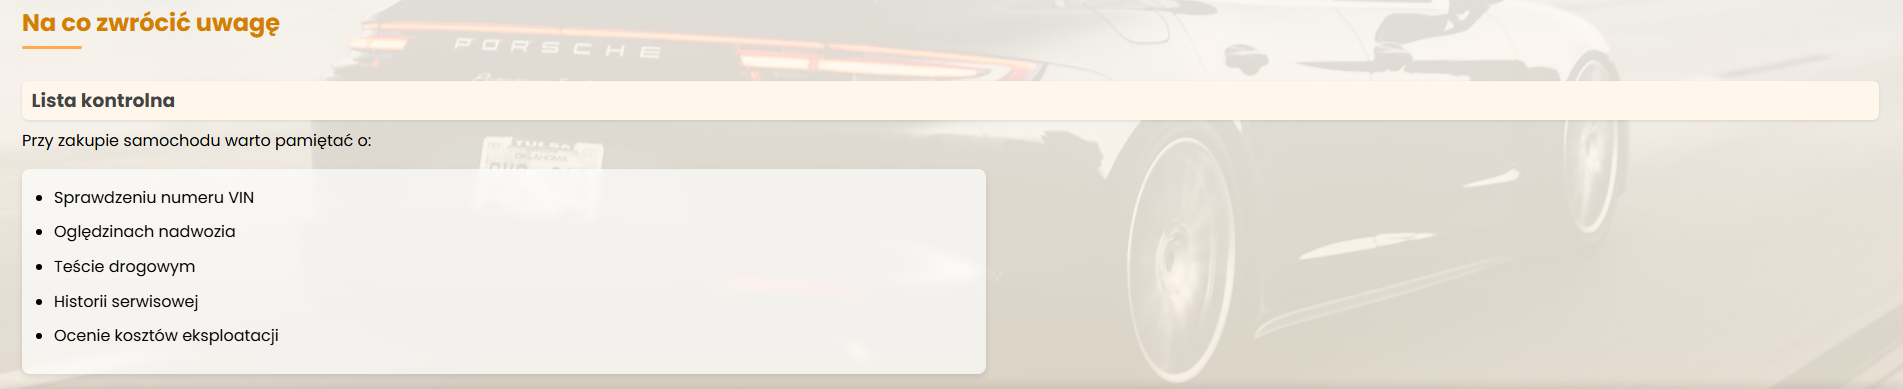 Na co zwrócić uwagę
PORSCHE
Lista kontrolna
Przy zakupie samochodu warto pamiętać o:
OKLAHOMA
Sprawdzeniu numeru VIN
Oględzinach nadwozia
Teście drogowym
Historii serwisowej
Ocenie kosztów eksploatacji